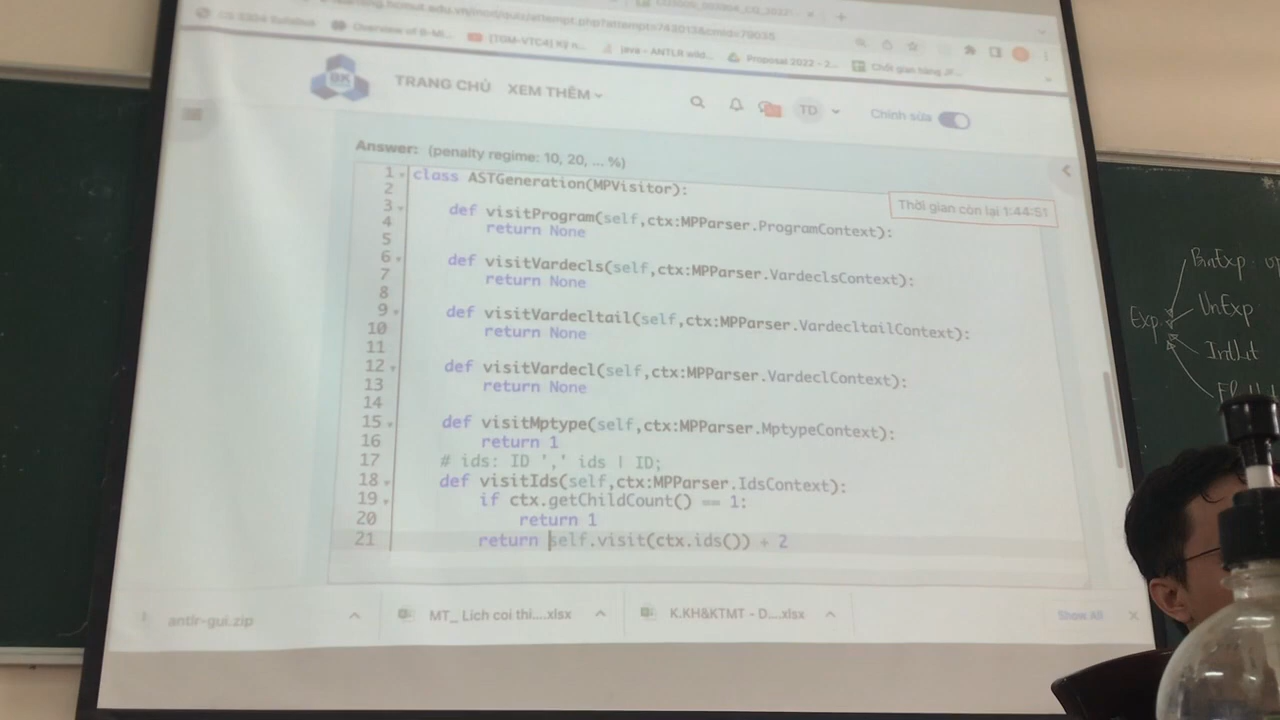 TRANG CHỦ XEM THÊM
TD
Chỉnh sửa
Answer: (penalty regime: 10, 20, ... %)
Thời gian còn lại 1:44:51
1 class ASTGeneration(MPVisitor):
2
3 def visitProgram(self,ctx:MPParser.ProgramContext):
4 return None
5
6 def visitVardecls(self,ctx:MPParser.VardeclsContext):
7 return None
8
9 def visitVardecltail(self,ctx:MPParser.VardecltailContext):
10 return None
11
12 def visitVardecl(self,ctx:MPParser.VardeclContext):
13 return None
14
15 def visitMptype(self,ctx:MPParser.MptypeContext):
16 return 1
17 # ids: ID ',' ids | ID;
18 def visitIds(self,ctx:MPParser.IdsContext):
19 if ctx.getChildCount() == 1:
20 return 1
21 return self.visit(ctx.ids()) + 2
antlr-gui.zip
MT_ Lich coi thi....xlsx
K.KH&KTMT - D....xlsx
Show All
BinExp
Exp
UnExp
IntLit